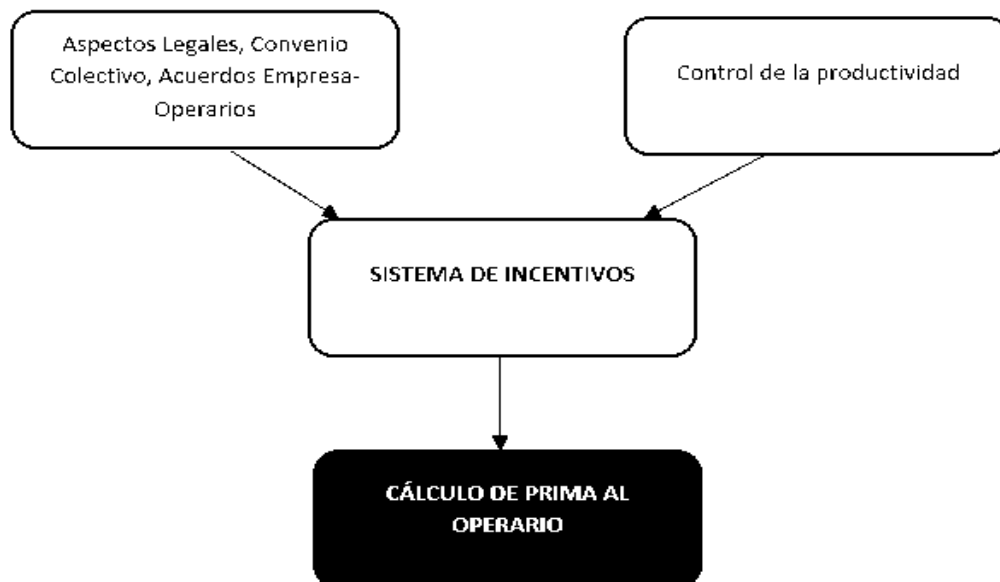 Aspectos Legales, Convenio
Colectivo, Acuerdos Empresa-
Operarios
Control de la productividad
SISTEMA DE INCENTIVOS
CÁLCULO DE PRIMA AL
OPERARIO